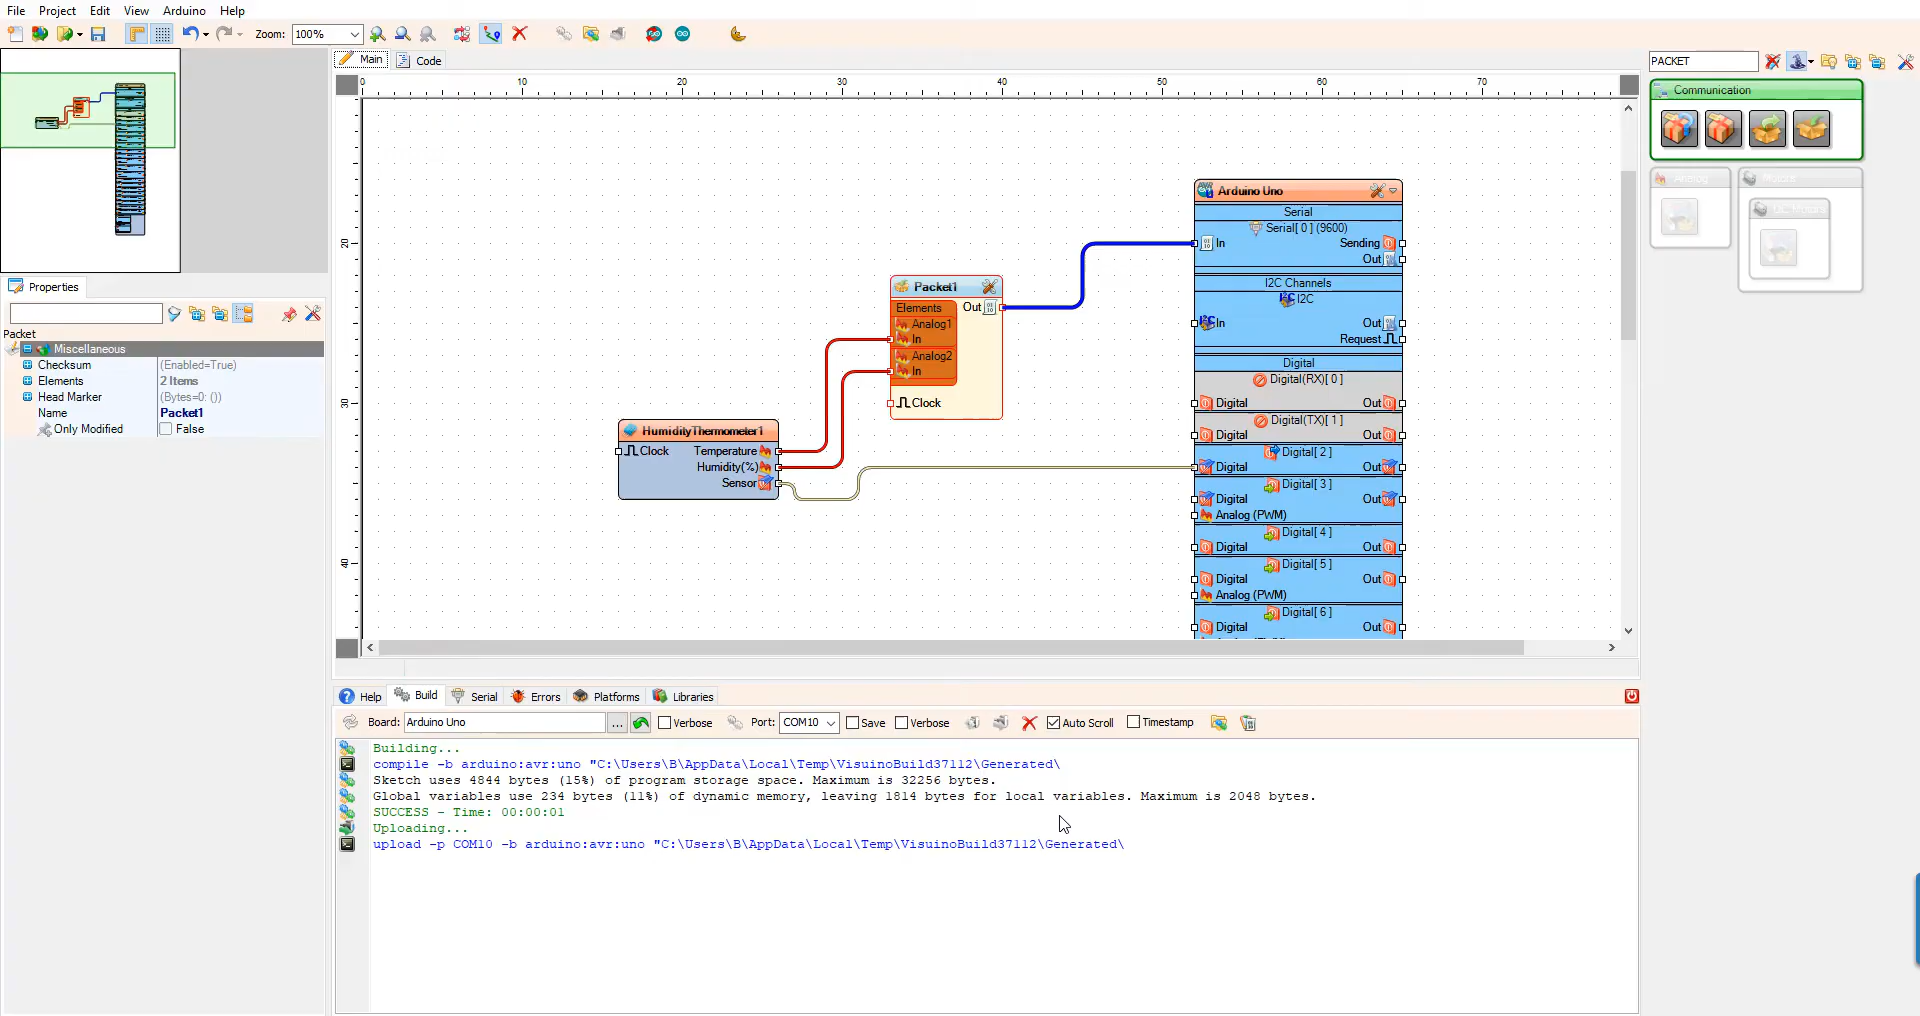 File Project Edit View Arduino Help
Zoom: 100%
Main Code
PACKET
0 10 20 30 40 50 60 70
Communication
Arduino Uno
Serial
Serial[ 0 ] (9600)
In Sending
Out
20
Packet1
Elements Out
Analog1
In
Analog2
In
Clock
I2C Channels
I2C
In Out
Request
Digital
Digital(RX)[ 0 ]
Digital Out
Digital(TX)[ 1 ]
Digital Out
Digital[ 2 ]
Digital Out
Digital[ 3 ]
Digital Out
Analog (PWM)
Digital[ 4 ]
Digital Out
Digital[ 5 ]
Digital Out
Analog (PWM)
Digital[ 6 ]
Digital Out
30
HumidityThermometer1
Clock Temperature
Humidity(%)
Sensor
40
Properties
Packet
Miscellaneous
Checksum (Enabled=True)
Elements 2 Items
Head Marker (Bytes=0: ())
Name Packet1
Only Modified False
Help Build Serial Errors Platforms Libraries
Board: Arduino Uno ... Verbose Port: COM10 Save Verbose Auto Scroll Timestamp
Building...
compile -b arduino:avr:uno "C:\Users\B\AppData\Local\Temp\VisuinoBuild37112\Generated\
Sketch uses 4844 bytes (15%) of program storage space. Maximum is 32256 bytes.
Global variables use 234 bytes (11%) of dynamic memory, leaving 1814 bytes for local variables. Maximum is 2048 bytes.
SUCCESS - Time: 00:00:01
Uploading...
upload -p COM10 -b arduino:avr:uno "C:\Users\B\AppData\Local\Temp\VisuinoBuild37112\Generated\